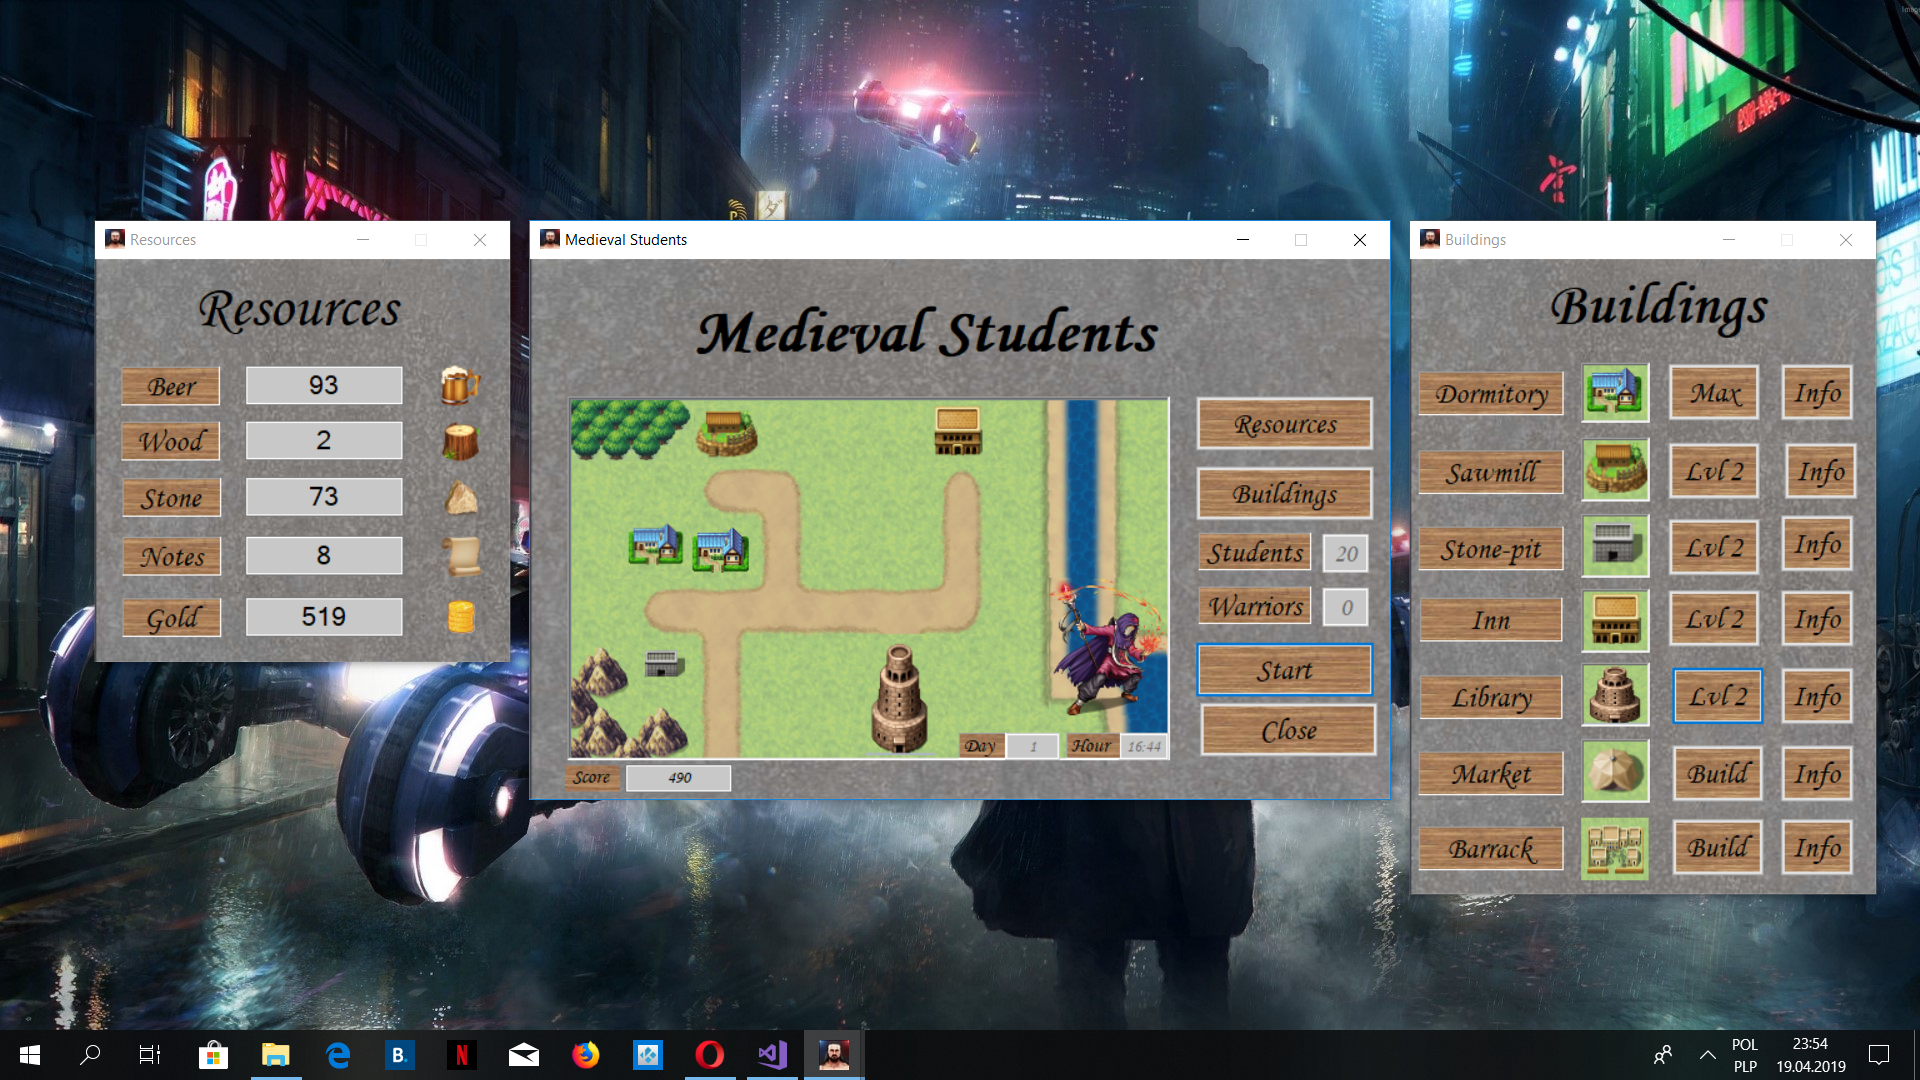 Resources
Resources
Beer 93
Wood 2
Stone 73
Notes 8
Gold 519
Medieval Students
Medieval Students
Resources
Buildings
Students 20
Warriors 0
Start
Close
Day 1 Hour 16:44
Score 490
Buildings
Buildings
Dormitory Max Info
Sawmill Lvl 2 Info
Stone-pit Lvl 2 Info
Inn Lvl 2 Info
Library Lvl 2 Info
Market Build Info
Barrack Build Info
B.
N
POL
PLP
23:54
19.04.2019